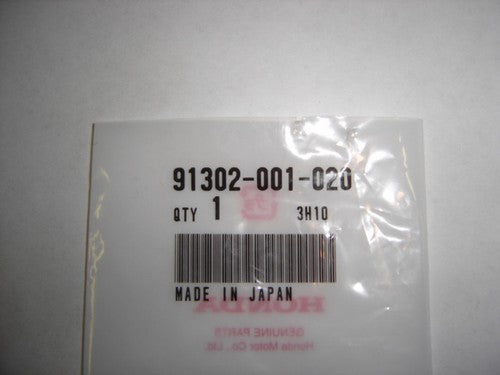 91302-001-020
QTY 1 3H10
MADE IN JAPAN
HONDA
GENUINE PARTS
Honda Motor Co., Ltd.